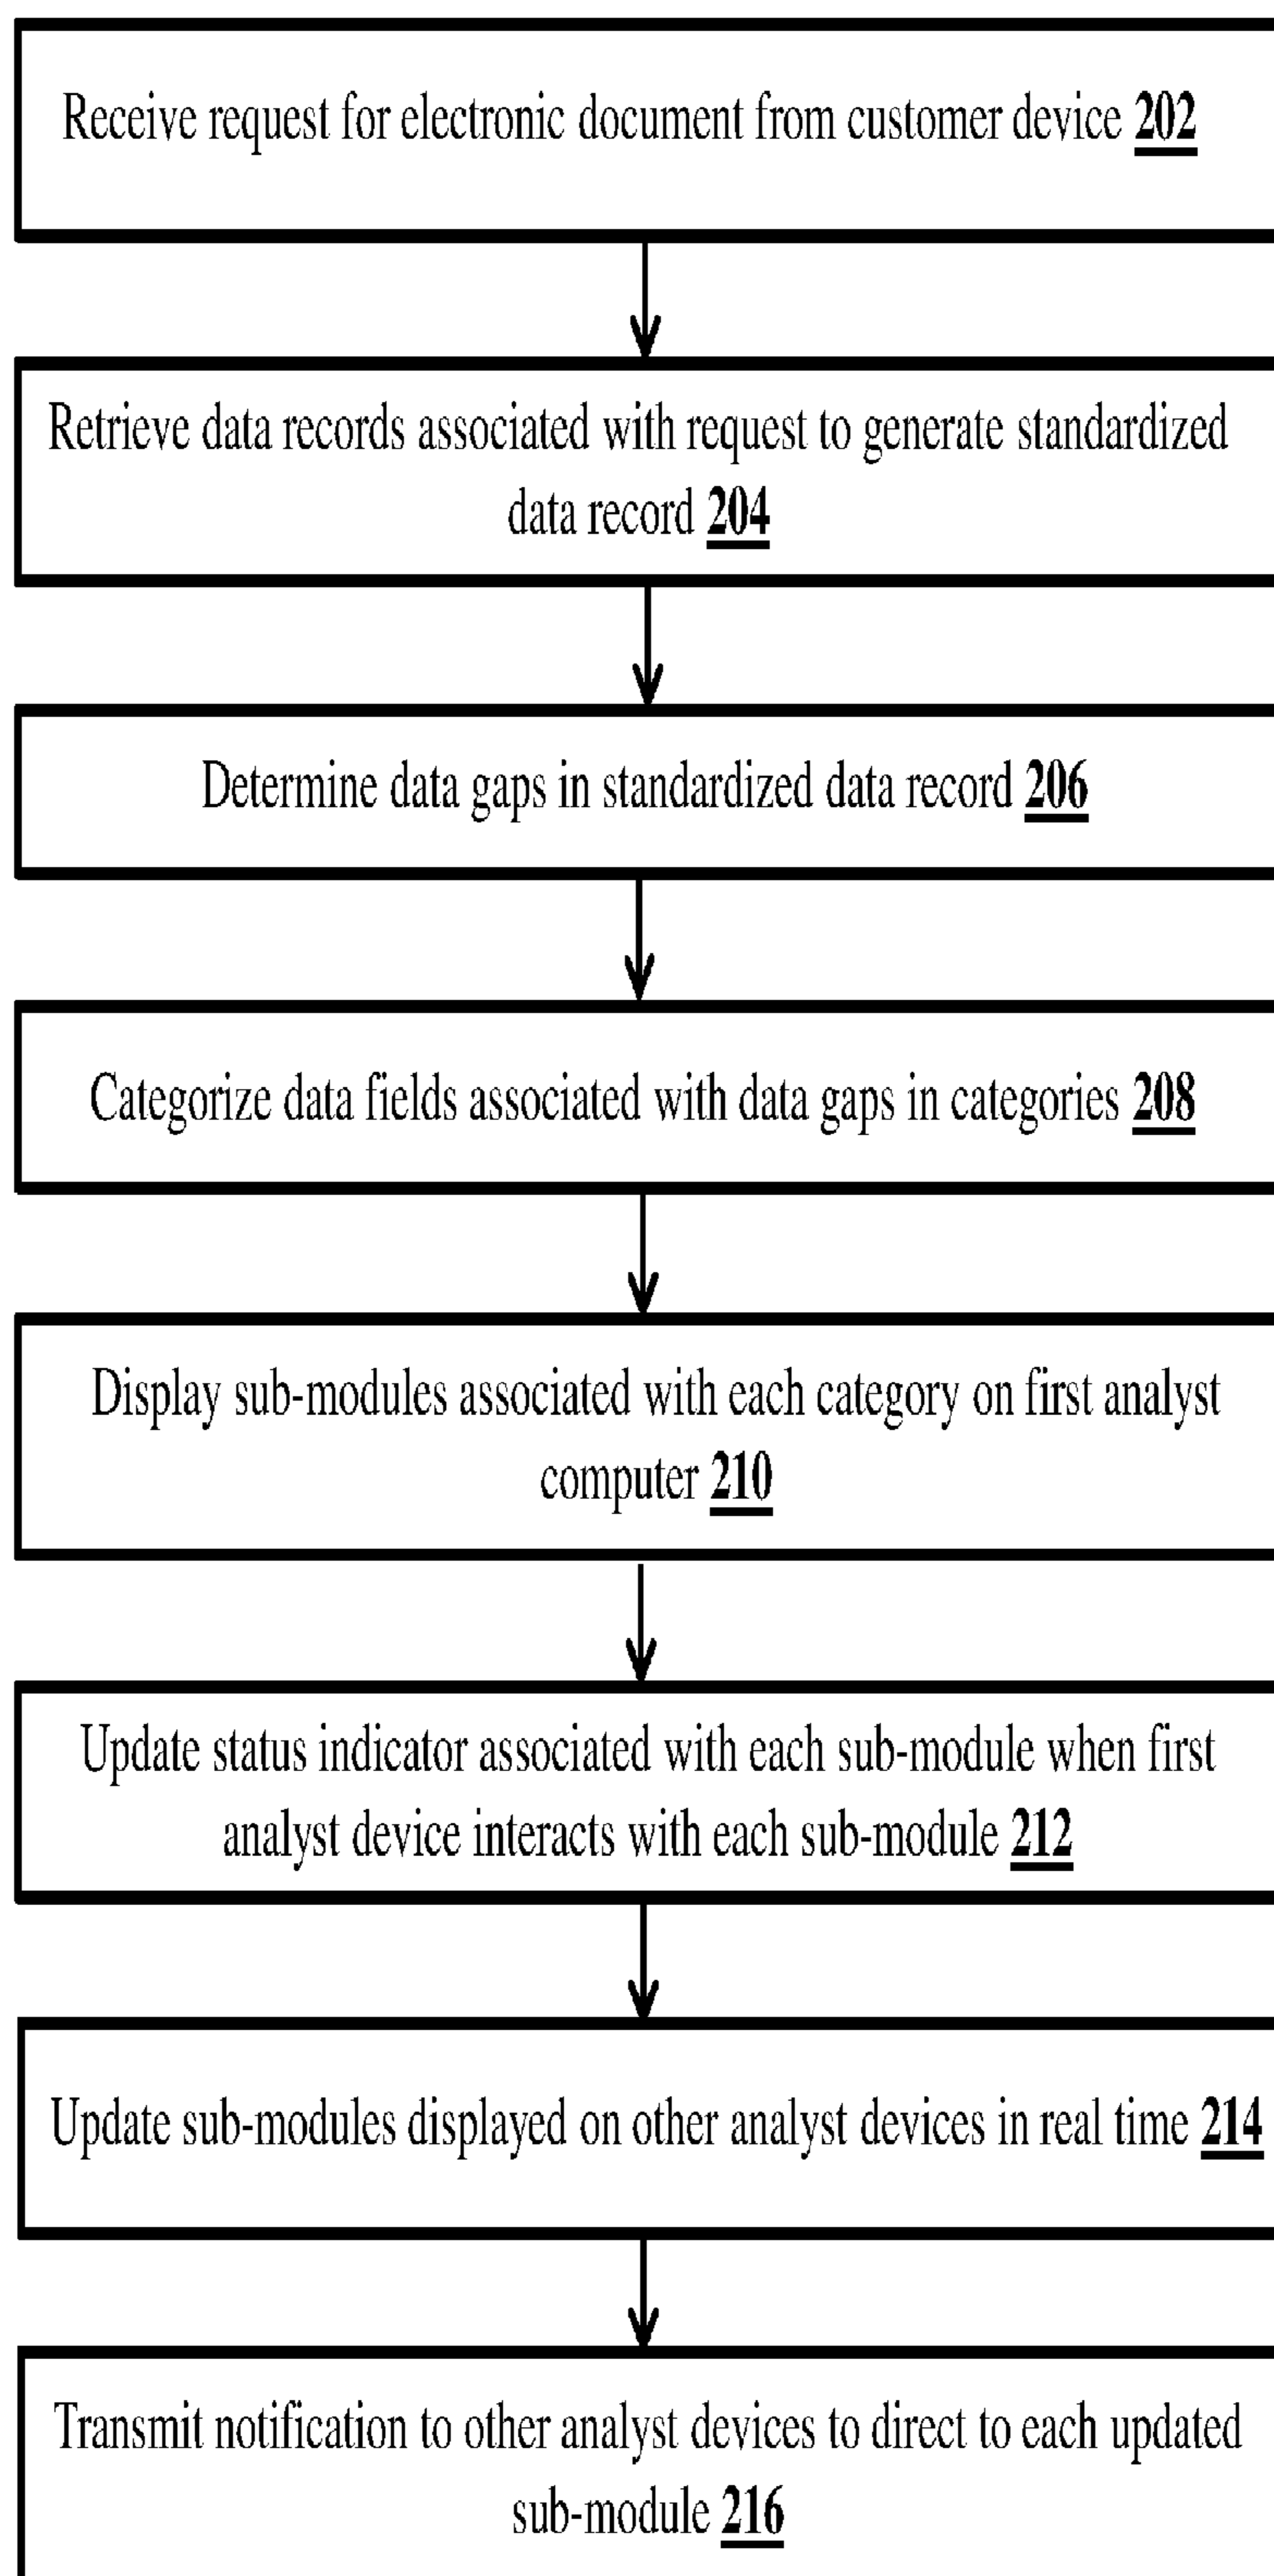 Receive request for electronic document from customer device 202
Retrieve data records associated with request to generate standardized
data record 204
Determine data gaps in standardized data record 206
Categorize data fields associated with data gaps in categories 208
Display sub-modules associated with each category on first analyst
computer 210
Update status indicator associated with each sub-module when first
analyst device interacts with each sub-module 212
Update sub-modules displayed on other analyst devices in real time 214
Transmit notification to other analyst devices to direct to each updated
sub-module 216